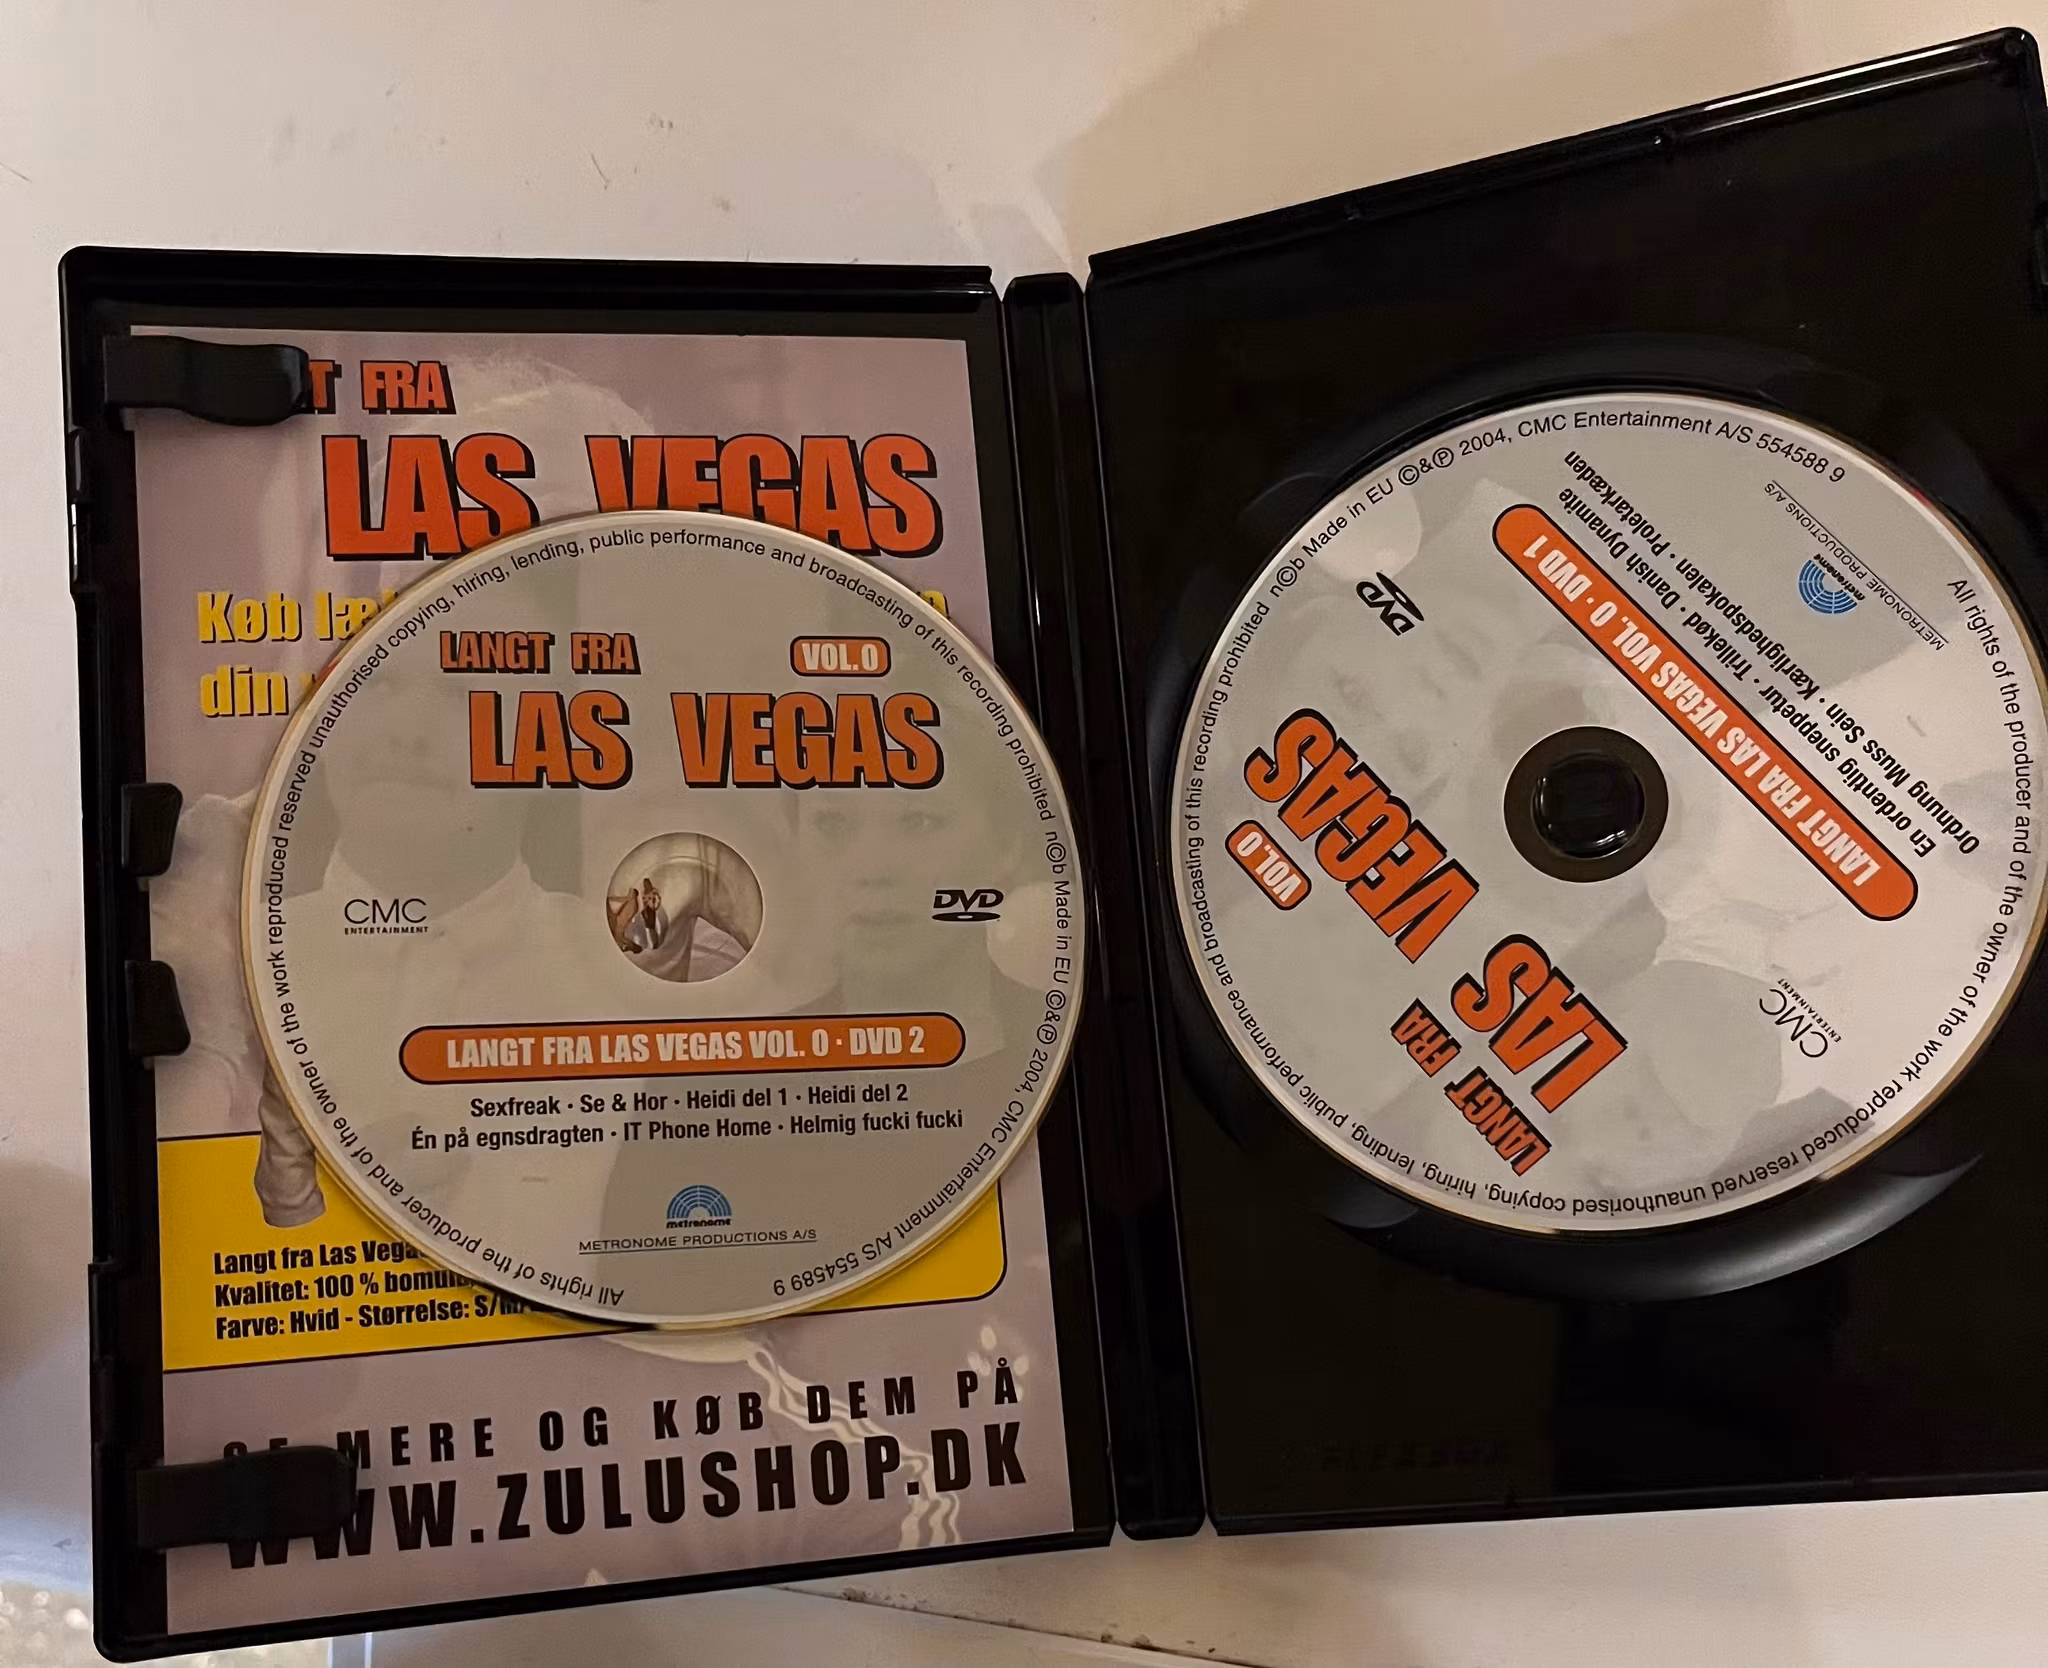 T FRA
LAS VEGAS
Køb
din
Langt fra Las
Kvalitet: 100 %
Farve: Hvid - Størrelse:
MERE OG KØB DEM PÅ
WWW.ZULUSHOP.DK
LANGT FRA
VOL.0
LAS VEGAS
CMC
ENTERTAINMENT
DVD
LANGT FRA LAS VEGAS VOL. 0 · DVD 2
Sexfreak · Se & Hor · Heidi del 1 · Heidi del 2
Én på egnsdragten · IT Phone Home · Helmig fucki fucki
metronome
METRONOME PRODUCTIONS A/S
All rights of the producer and of the owner of the work reproduced reserved unauthorised copying, hiring, lending, public performance and broadcasting of this recording prohibited n©b Made in EU ©&℗ 2004, CMC Entertainment A/S 554589 9
LANGT FRA
LAS VEGAS
VOL.0
CMC
ENTERTAINMENT
DVD
LANGT FRA LAS VEGAS VOL. 0 · DVD 1
En ordentlig sneppetur · Trillekød · Danish Dynamite
Ordnung Muss Sein · Kærlighedspokalen · Proletarkæden
metronome
METRONOME PRODUCTIONS A/S
All rights of the producer and of the owner of the work reproduced reserved unauthorised copying, hiring, lending, public performance and broadcasting of this recording prohibited n©b Made in EU ©&℗ 2004, CMC Entertainment A/S 554588 9